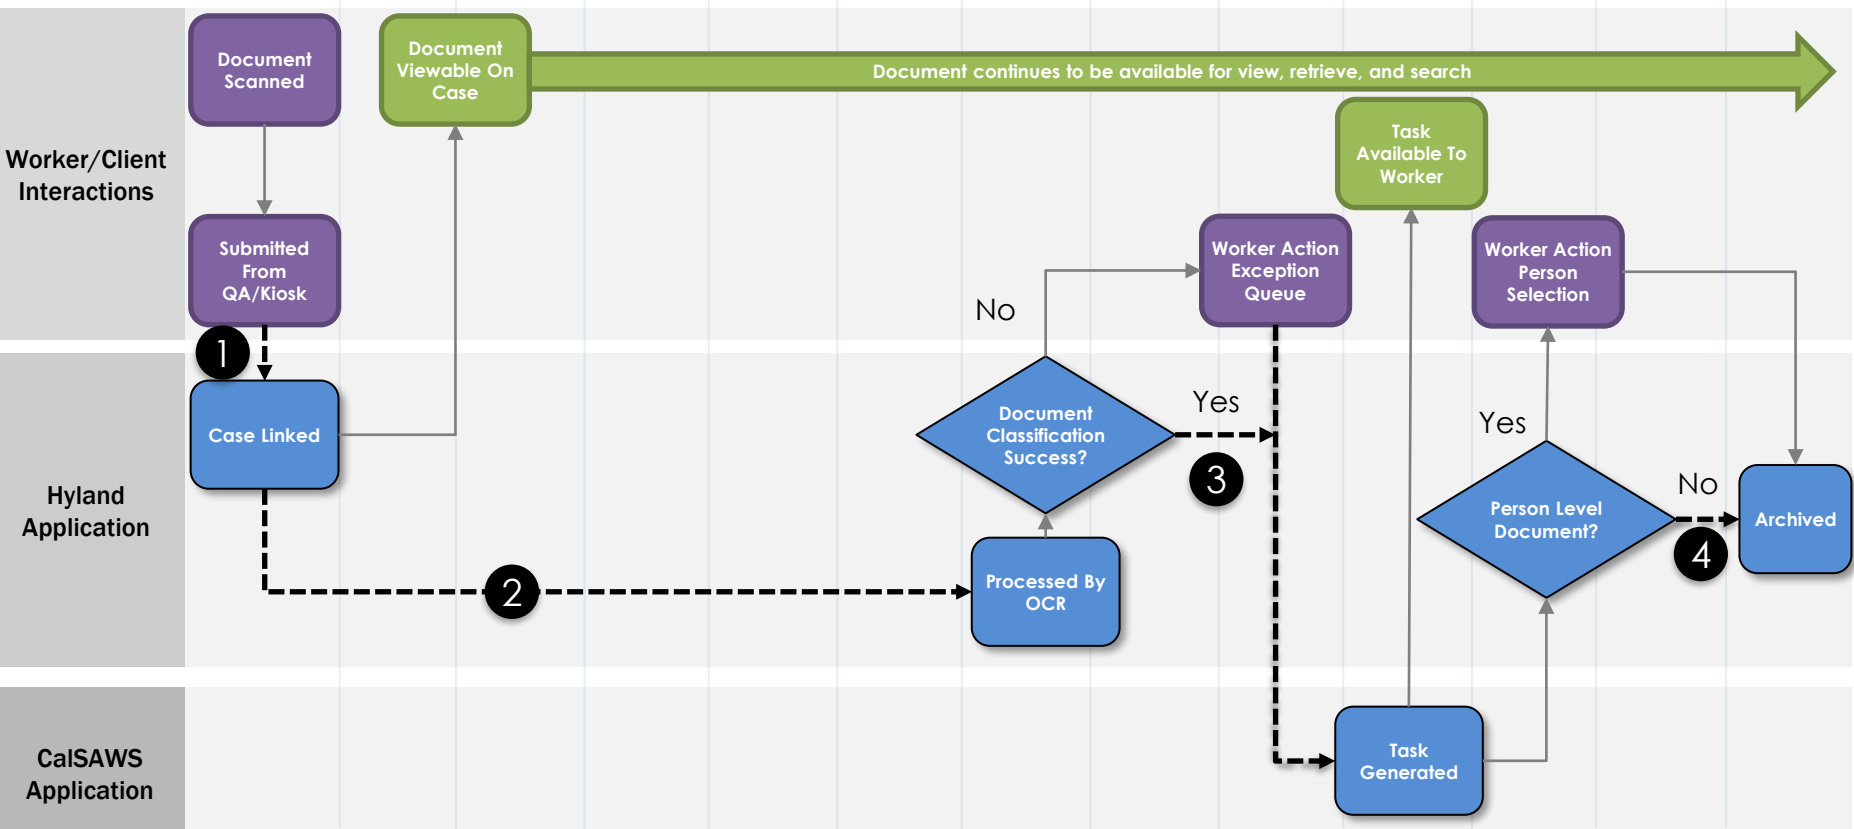 Worker/Client
Interactions
Document
Scanned
Document
Viewable On
Case
Document continues to be available for view, retrieve, and search
Task
Available To
Worker
Submitted
From
QA/Kiosk
Worker Action
Exception
Queue
Worker Action
Person
Selection
No
1
Hyland
Application
Case Linked
Document
Classification
Success?
Yes
3
Yes
Person Level
Document?
No
4
Archived
2
Processed By
OCR
CalSAWS
Application
Task
Generated